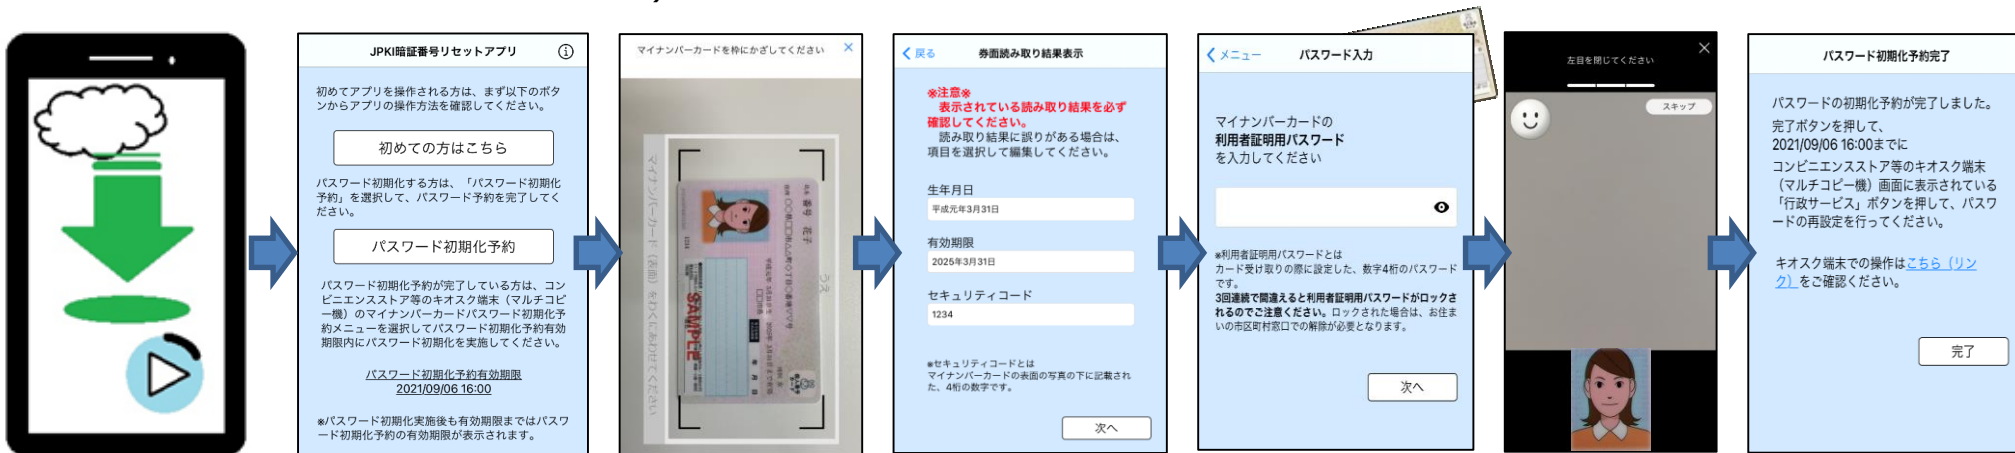 JPKI暗証番号リセットアプリ
初めてアプリを操作される方は、まず以下のボタ
ンからアプリの操作方法を確認してください。
初めての方はこちら
パスワード初期化する方は、「パスワード初期化
予約」を選択して、パスワード予約を完了してく
ださい。
パスワード初期化予約
パスワード初期化予約が完了している方は、コン
ビニエンスストア等のキオスク端末（マルチコピ
ー機）のマイナンバーカードパスワード初期化予
約メニューを選択してパスワード初期化予約有効
期限内にパスワード初期化を実施してください。
パスワード初期化予約有効期限
2021/09/06 16:00
※パスワード初期化実施後も有効期限まではパスワ
ード初期化予約の有効期限が表示されます。
マイナンバーカードを枠にかざしてください
うえ
マイナンバーカード（表面）をわくにあわせてください
番号 花子
SAMPLE
1234
戻る
券面読み取り結果表示
※注意※
表示されている読み取り結果を必ず
確認してください。
読み取り結果に誤りがある場合は、
項目を選択して編集してください。
生年月日
平成元年3月31日
有効期限
2025年3月31日
セキュリティコード
1234
※セキュリティコードとは
マイナンバーカードの表面の写真の下に記載され
た、4桁の数字です。
次へ
メニュー
パスワード入力
マイナンバーカードの
利用者証明用パスワード
を入力してください
※利用者証明用パスワードとは
カード受け取りの際に設定した、数字4桁のパスワード
です。
3回連続で間違えると利用者証明用パスワードがロックさ
れるのでご注意ください。ロックされた場合は、お住ま
いの市区町村窓口での解除が必要となります。
次へ
左目を閉じてください
スキップ
パスワード初期化予約完了
パスワードの初期化予約が完了しました。
完了ボタンを押して、
2021/09/06 16:00までに
コンビニエンスストア等のキオスク端末
（マルチコピー機）画面に表示されている
「行政サービス」ボタンを押して、パスワ
ードの再設定を行ってください。
キオスク端末での操作はこちら（リン
ク）をご確認ください。
完了